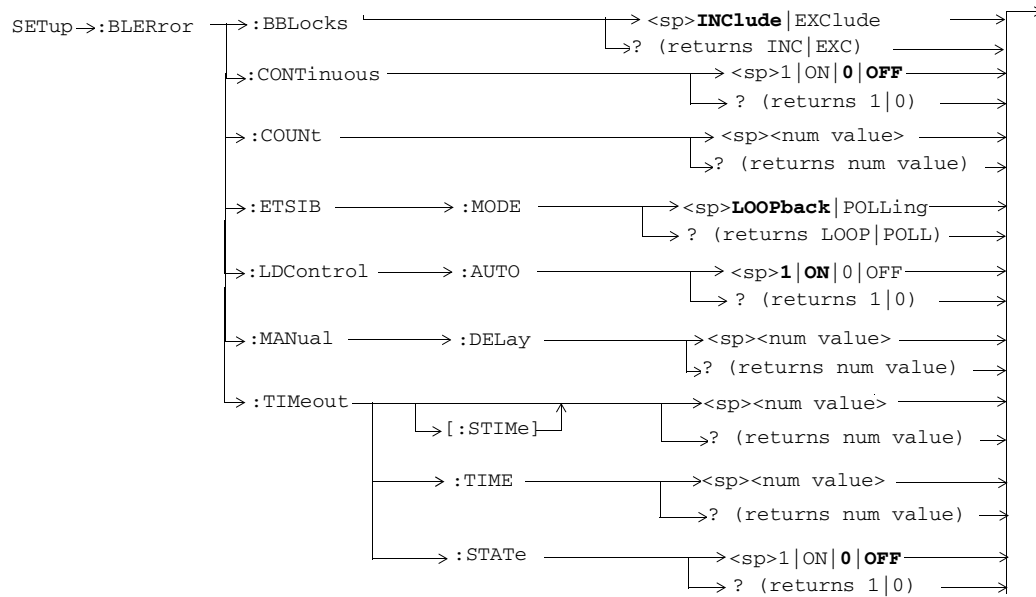 SETup :BLERror :BBLocks <sp>INClude|EXClude
? (returns INC|EXC)
:CONTinuous <sp>1|ON|0|OFF
? (returns 1|0)
:COUNt <sp><num value>
? (returns num value)
:ETSIB :MODE <sp>LOOPback|POLLing
? (returns LOOP|POLL)
:LDControl :AUTO <sp>1|ON|0|OFF
? (returns 1|0)
:MANual :DELay <sp><num value>
? (returns num value)
:TIMeout <sp><num value>
[:STIMe] ? (returns num value)
:TIME <sp><num value>
? (returns num value)
:STATe <sp>1|ON|0|OFF
? (returns 1|0)